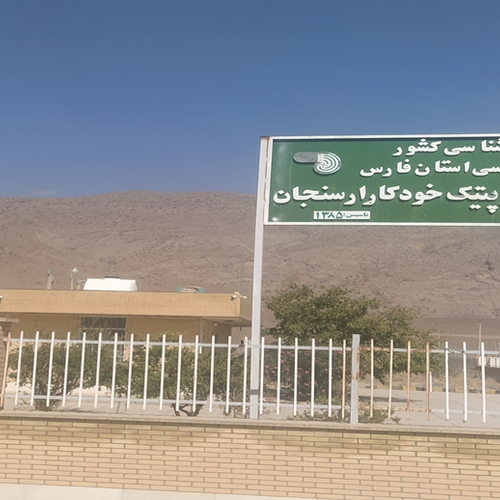 شناسی کشور
سی استان فارس
پتیک خودکار ارسنجان
تاسیس: ۱۳۸۵